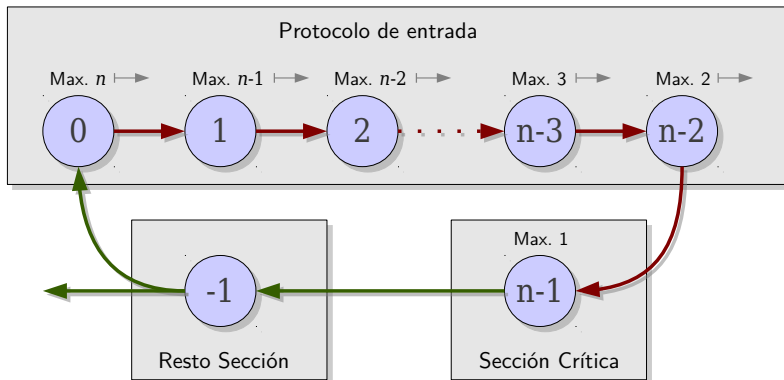 Protocolo de entrada
Max. n Max. n-1 Max. n-2 Max. 3 Max. 2
0 1 2 n-3 n-2
Max. 1
-1 n-1
Resto Sección Sección Crítica